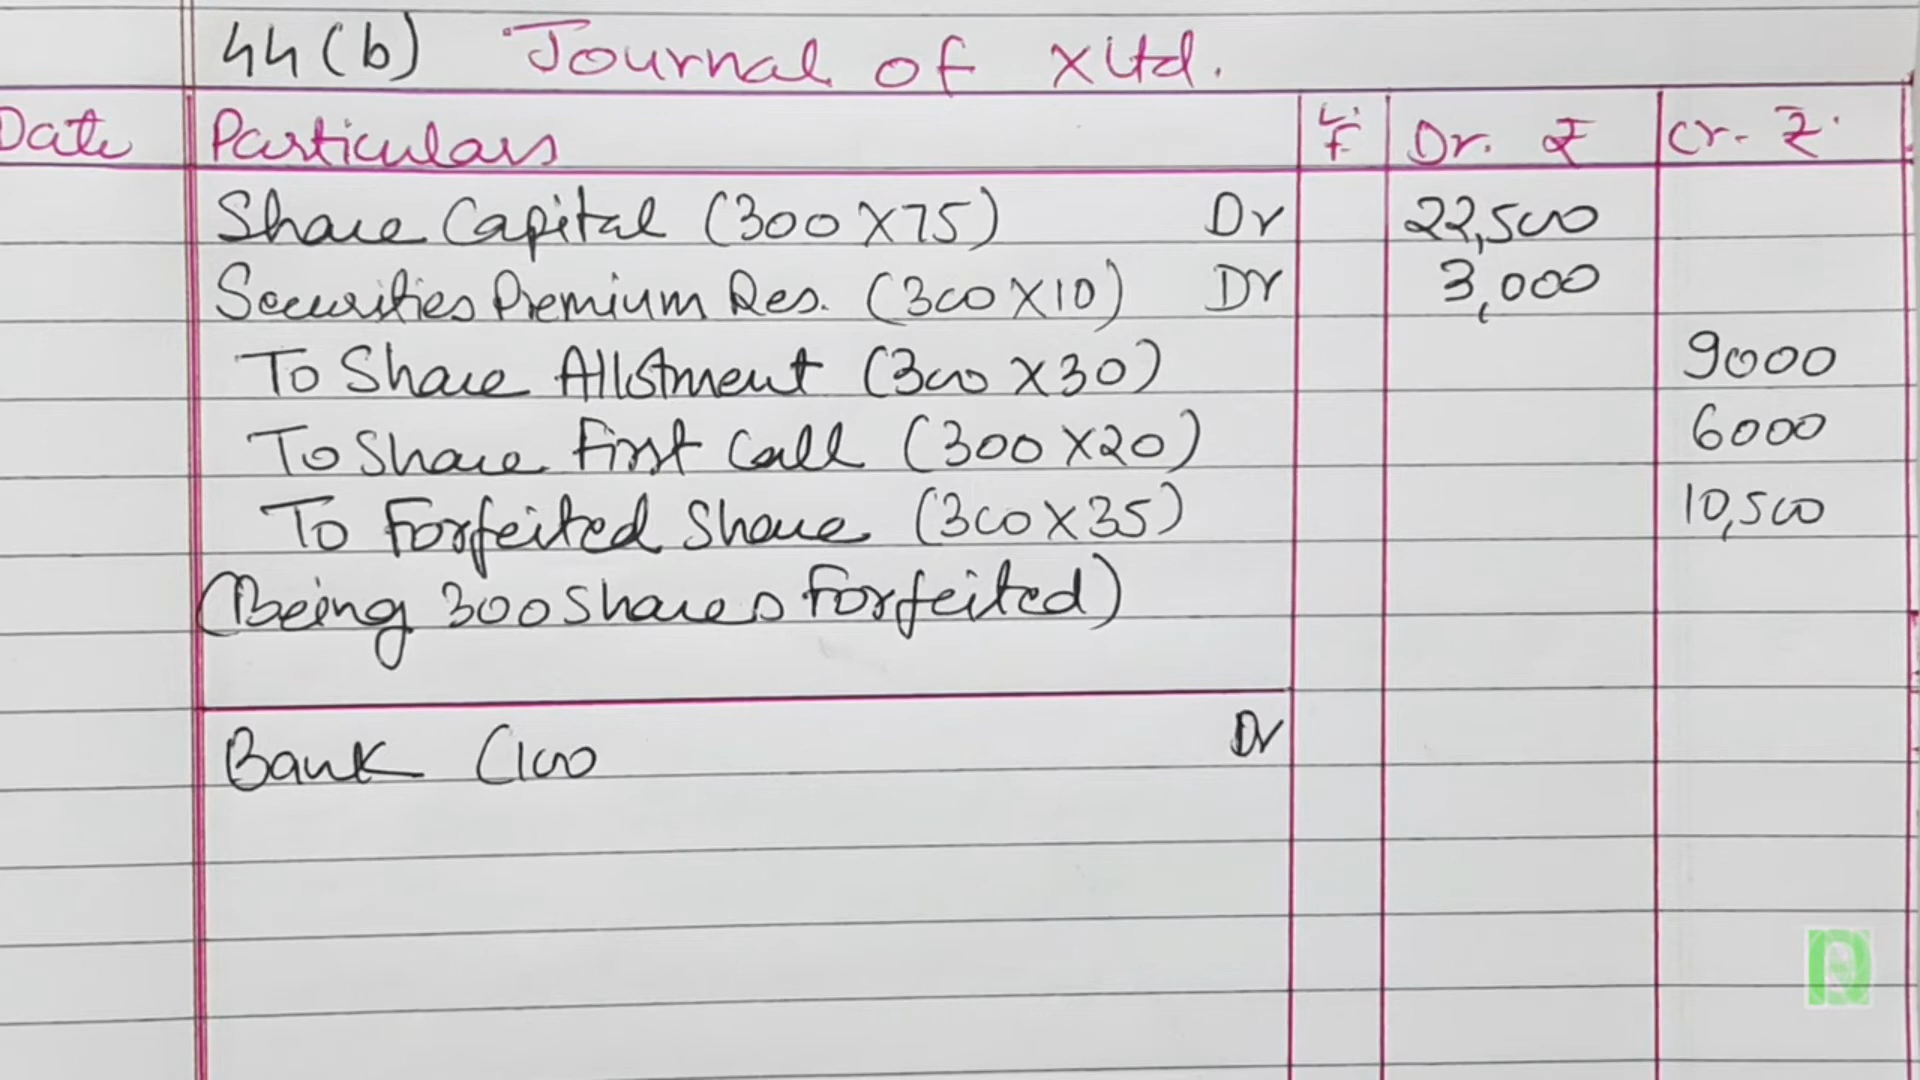 44(b) Journal of X Ltd.
Date Particulars L.F. Dr. ₹ Cr. ₹
Share Capital (300 X 75) Dr 22,500
Securities Premium Res. (300 X 10) Dr 3,000
To Share Allotment (300 X 30) 9000
To Share First Call (300 X 20) 6000
To Forfeited Share (300 X 35) 10,500
(Being 300 Shares Forfeited)
Bank (100 Dr